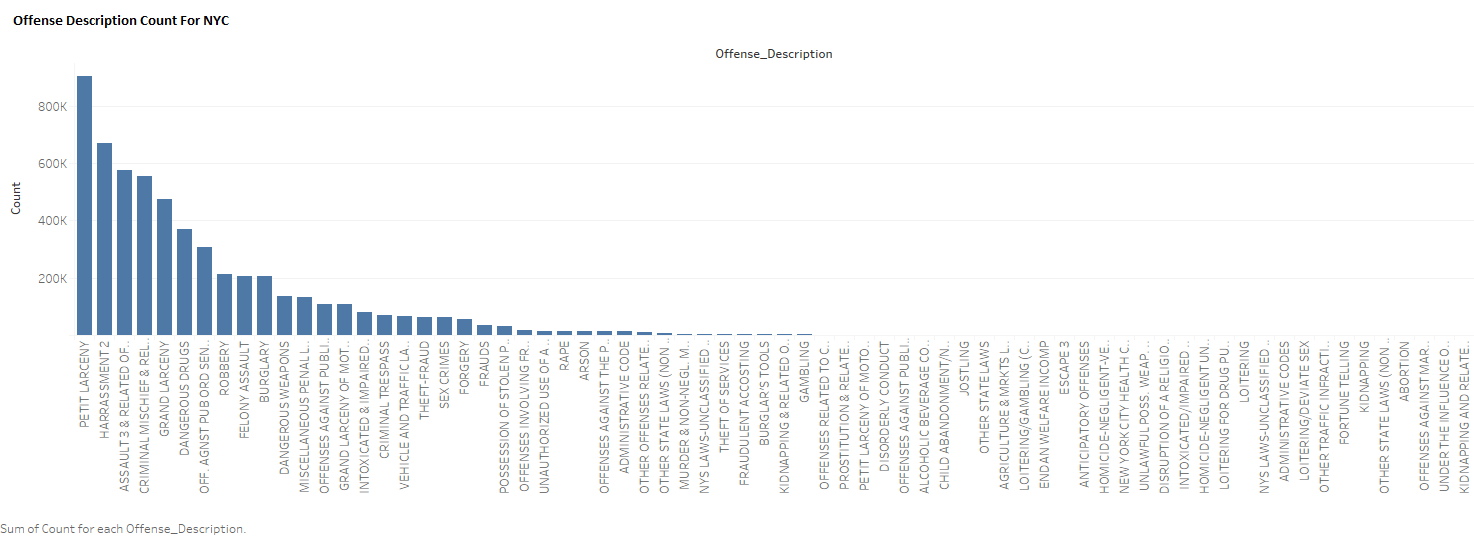 Offense Description Count For NYC
Offense_Description
Count
800K
600K
400K
200K
PETIT LARCENY
HARRASSMENT 2
ASSAULT 3 & RELATED OF..
CRIMINAL MISCHIEF & REL..
GRAND LARCENY
DANGEROUS DRUGS
OFF. AGNST PUB ORD SEN..
ROBBERY
FELONY ASSAULT
BURGLARY
DANGEROUS WEAPONS
MISCELLANEOUS PENAL L..
OFFENSES AGAINST PUBLI..
GRAND LARCENY OF MOT..
INTOXICATED & IMPAIRED..
CRIMINAL TRESPASS
VEHICLE AND TRAFFIC LA..
THEFT-FRAUD
SEX CRIMES
FORGERY
FRAUDS
POSSESSION OF STOLEN P..
OFFENSES INVOLVING FR..
UNAUTHORIZED USE OF A ..
RAPE
ARSON
OFFENSES AGAINST THE P..
ADMINISTRATIVE CODE
OTHER OFFENSES RELATE..
OTHER STATE LAWS (NON ..
MURDER & NON-NEGL. M..
NYS LAWS-UNCLASSIFIED ..
THEFT OF SERVICES
FRAUDULENT ACCOSTING
BURGLAR'S TOOLS
KIDNAPPING & RELATED O..
GAMBLING
OFFENSES RELATED TO C..
PROSTITUTION & RELATE..
PETIT LARCENY OF MOTO..
DISORDERLY CONDUCT
OFFENSES AGAINST PUBLI..
ALCOHOLIC BEVERAGE CO..
CHILD ABANDONMENT/N..
JOSTLING
OTHER STATE LAWS
AGRICULTURE & MRKTS L..
LOITERING/GAMBLING (C..
ENDAN WELFARE INCOMP
ESCAPE 3
ANTICIPATORY OFFENSES
HOMICIDE-NEGLIGENT-VE..
NEW YORK CITY HEALTH C..
UNLAWFUL POSS. WEAP. ..
DISRUPTION OF A RELIGIO..
INTOXICATED/IMPAIRED ..
HOMICIDE-NEGLIGENT UN..
LOITERING FOR DRUG PU..
LOITERING
NYS LAWS-UNCLASSIFIED ..
ADMINISTRATIVE CODES
LOITERING/DEVIATE SEX
OTHER TRAFFIC INFRACTI..
FORTUNE TELLING
KIDNAPPING
OTHER STATE LAWS (NON ..
ABORTION
OFFENSES AGAINST MAR..
UNDER THE INFLUENCE O..
KIDNAPPING AND RELATE..
Sum of Count for each Offense_Description.